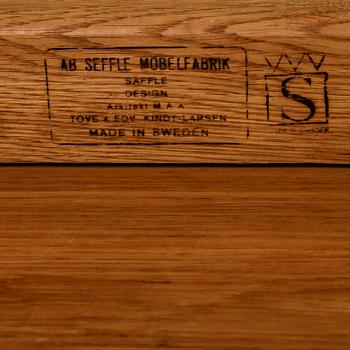 AB SEFFLE MÖBELFABRIK
SÄFFLE
DESIGN
Arkitekt M.A.A
TOVE & EDV. KINDT-LARSEN
MADE IN SWEDEN
S